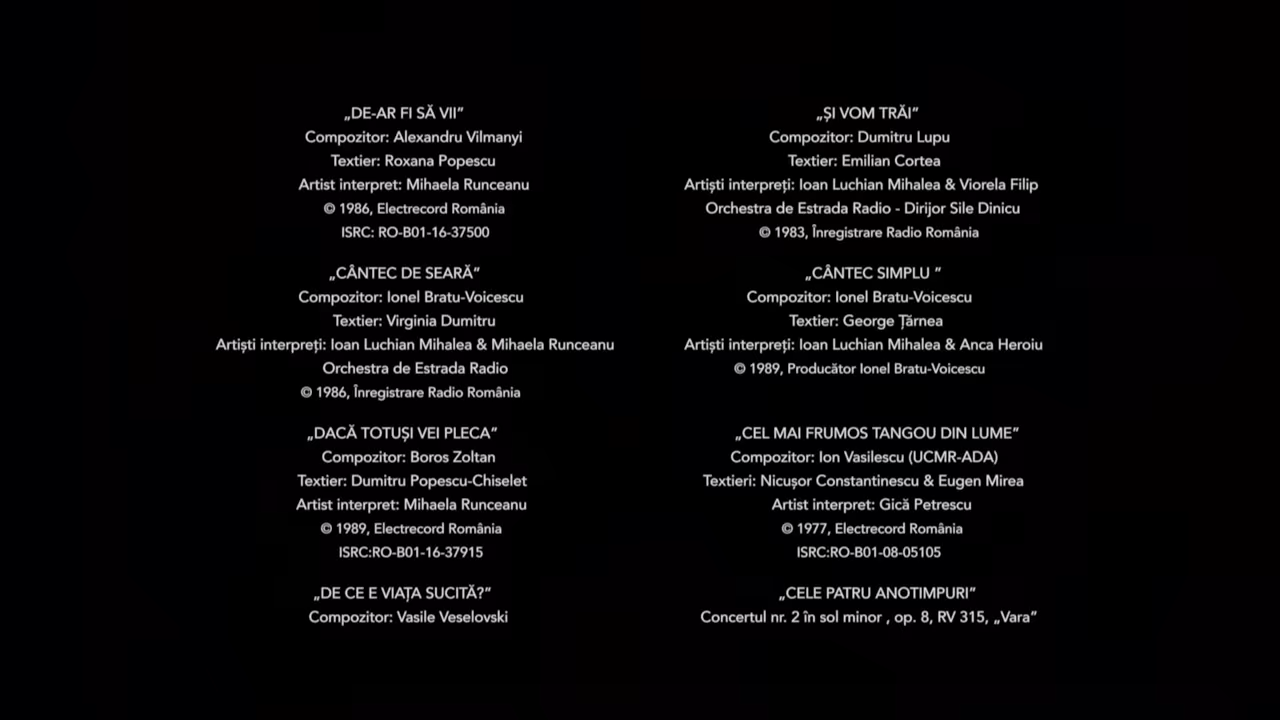 „DE-AR FI SĂ VII”
Compozitor: Alexandru Vilmanyi
Textier: Roxana Popescu
Artist interpret: Mihaela Runceanu
© 1986, Electrecord România
ISRC: RO-B01-16-37500
„CÂNTEC DE SEARĂ”
Compozitor: Ionel Bratu-Voicescu
Textier: Virginia Dumitru
Artiști interpreți: Ioan Luchian Mihalea & Mihaela Runceanu
Orchestra de Estrada Radio
© 1986, Înregistrare Radio România
„DACĂ TOTUȘI VEI PLECA”
Compozitor: Boros Zoltan
Textier: Dumitru Popescu-Chiselet
Artist interpret: Mihaela Runceanu
© 1989, Electrecord România
ISRC:RO-B01-16-37915
„DE CE E VIAȚA SUCITĂ?”
Compozitor: Vasile Veselovski
„ȘI VOM TRĂI”
Compozitor: Dumitru Lupu
Textier: Emilian Cortea
Artiști interpreți: Ioan Luchian Mihalea & Viorela Filip
Orchestra de Estrada Radio - Dirijor Sile Dinicu
© 1983, Înregistrare Radio România
„CÂNTEC SIMPLU ”
Compozitor: Ionel Bratu-Voicescu
Textier: George Țărnea
Artiști interpreți: Ioan Luchian Mihalea & Anca Heroiu
© 1989, Producător Ionel Bratu-Voicescu
„CEL MAI FRUMOS TANGOU DIN LUME”
Compozitor: Ion Vasilescu (UCMR-ADA)
Textieri: Nicușor Constantinescu & Eugen Mirea
Artist interpret: Gică Petrescu
© 1977, Electrecord România
ISRC:RO-B01-08-05105
„CELE PATRU ANOTIMPURI”
Concertul nr. 2 în sol minor , op. 8, RV 315, „Vara”